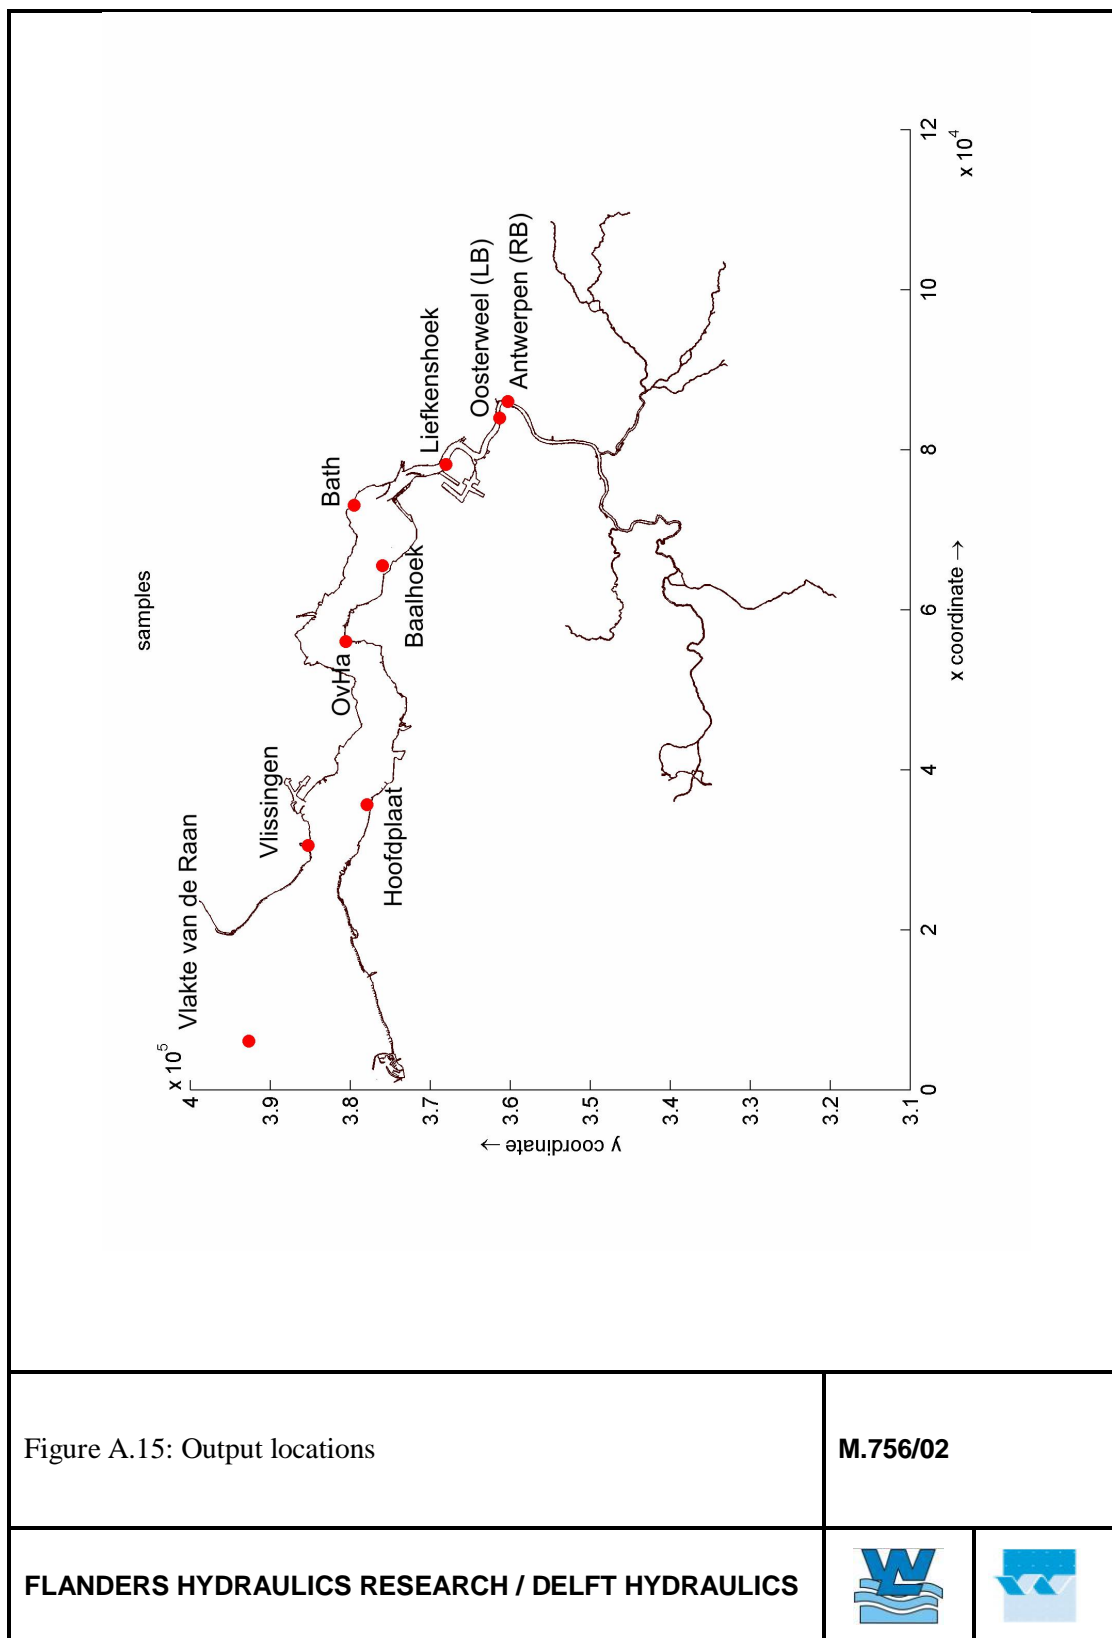 samples
x 10^5
4
3.9
3.8
3.7
3.6
3.5
3.4
3.3
3.2
3.1
y coordinate →
0
2
4
6
8
10
12
x 10^4
x coordinate →
Vlakte van de Raan
Vlissingen
Hoofdplaat
OvHa
Baalhoek
Bath
Liefkenshoek
Oosterweel (LB)
Antwerpen (RB)
Figure A.15: Output locations
M.756/02
FLANDERS HYDRAULICS RESEARCH / DELFT HYDRAULICS
WL